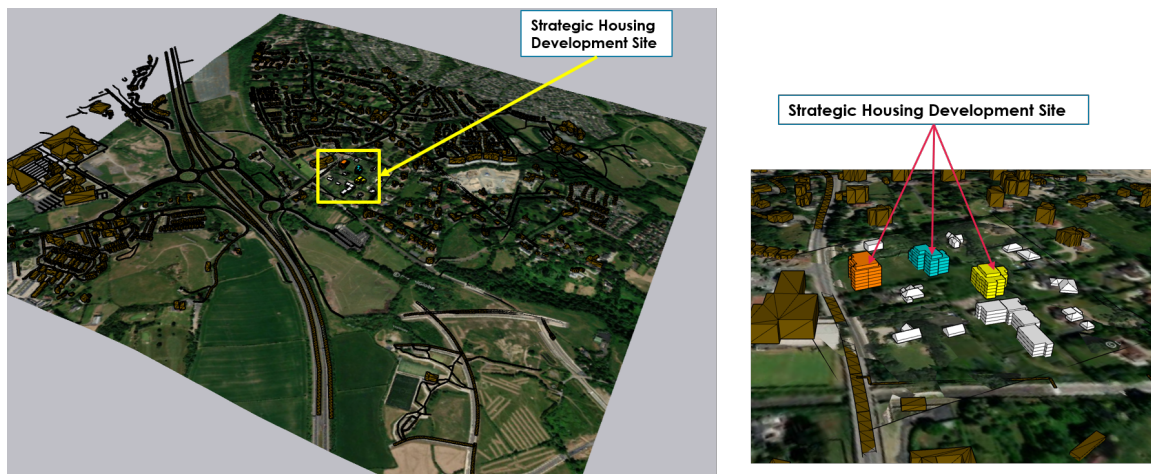 Strategic Housing
Development Site
Strategic Housing Development Site